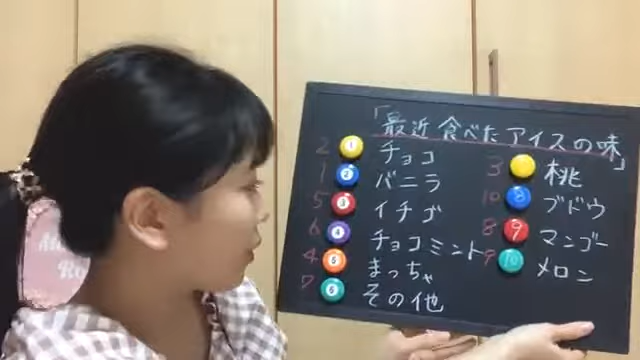 「最近食べたアイスの味」
2 1 チョコ
1 2 バニラ
5 3 イチゴ
6 4 チョコミント
4 5 まっちゃ
7 6 その他
3 桃
10 8 ブドウ
8 9 マンゴー
9 10 メロン